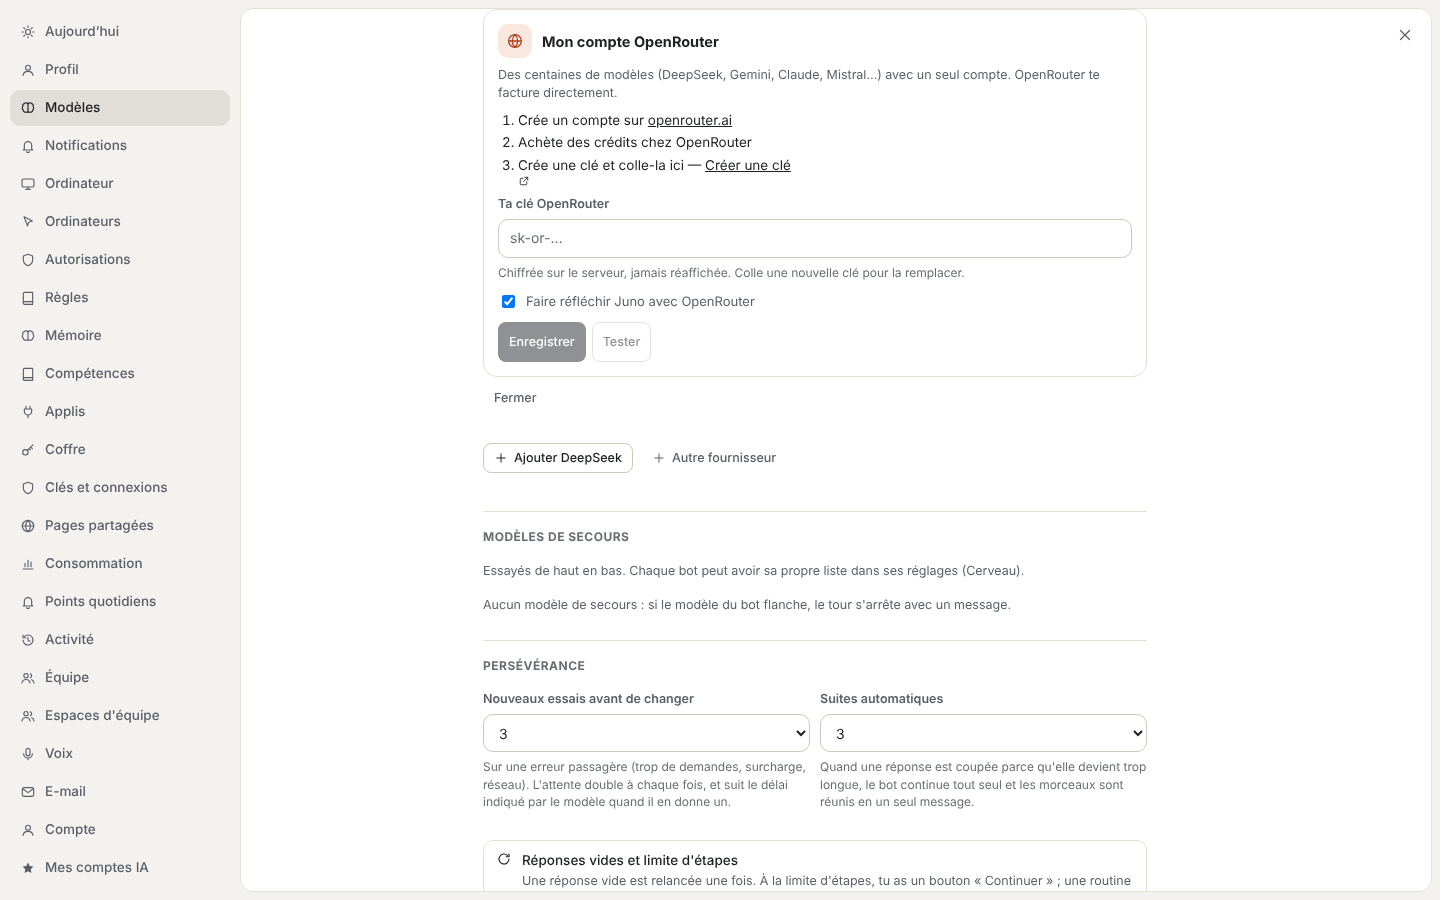 Aujourd'hui
Profil
Modèles
Notifications
Ordinateur
Ordinateurs
Autorisations
Règles
Mémoire
Compétences
Applis
Coffre
Clés et connexions
Pages partagées
Consommation
Points quotidiens
Activité
Équipe
Espaces d'équipe
Voix
E-mail
Compte
Mes comptes IA
Mon compte OpenRouter
Des centaines de modèles (DeepSeek, Gemini, Claude, Mistral…) avec un seul compte. OpenRouter te
facture directement.
1. Crée un compte sur openrouter.ai
2. Achète des crédits chez OpenRouter
3. Crée une clé et colle-la ici — Créer une clé
Ta clé OpenRouter
sk-or-...
Chiffrée sur le serveur, jamais réaffichée. Colle une nouvelle clé pour la remplacer.
Faire réfléchir Juno avec OpenRouter
Enregistrer
Tester
Fermer
Ajouter DeepSeek
Autre fournisseur
MODÈLES DE SECOURS
Essayés de haut en bas. Chaque bot peut avoir sa propre liste dans ses réglages (Cerveau).
Aucun modèle de secours : si le modèle du bot flanche, le tour s'arrête avec un message.
PERSÉVÉRANCE
Nouveaux essais avant de changer
3
Sur une erreur passagère (trop de demandes, surcharge,
réseau). L'attente double à chaque fois, et suit le délai
indiqué par le modèle quand il en donne un.
Suites automatiques
3
Quand une réponse est coupée parce qu'elle devient trop
longue, le bot continue tout seul et les morceaux sont
réunis en un seul message.
Réponses vides et limite d'étapes
Une réponse vide est relancée une fois. À la limite d'étapes, tu as un bouton « Continuer » ; une routine